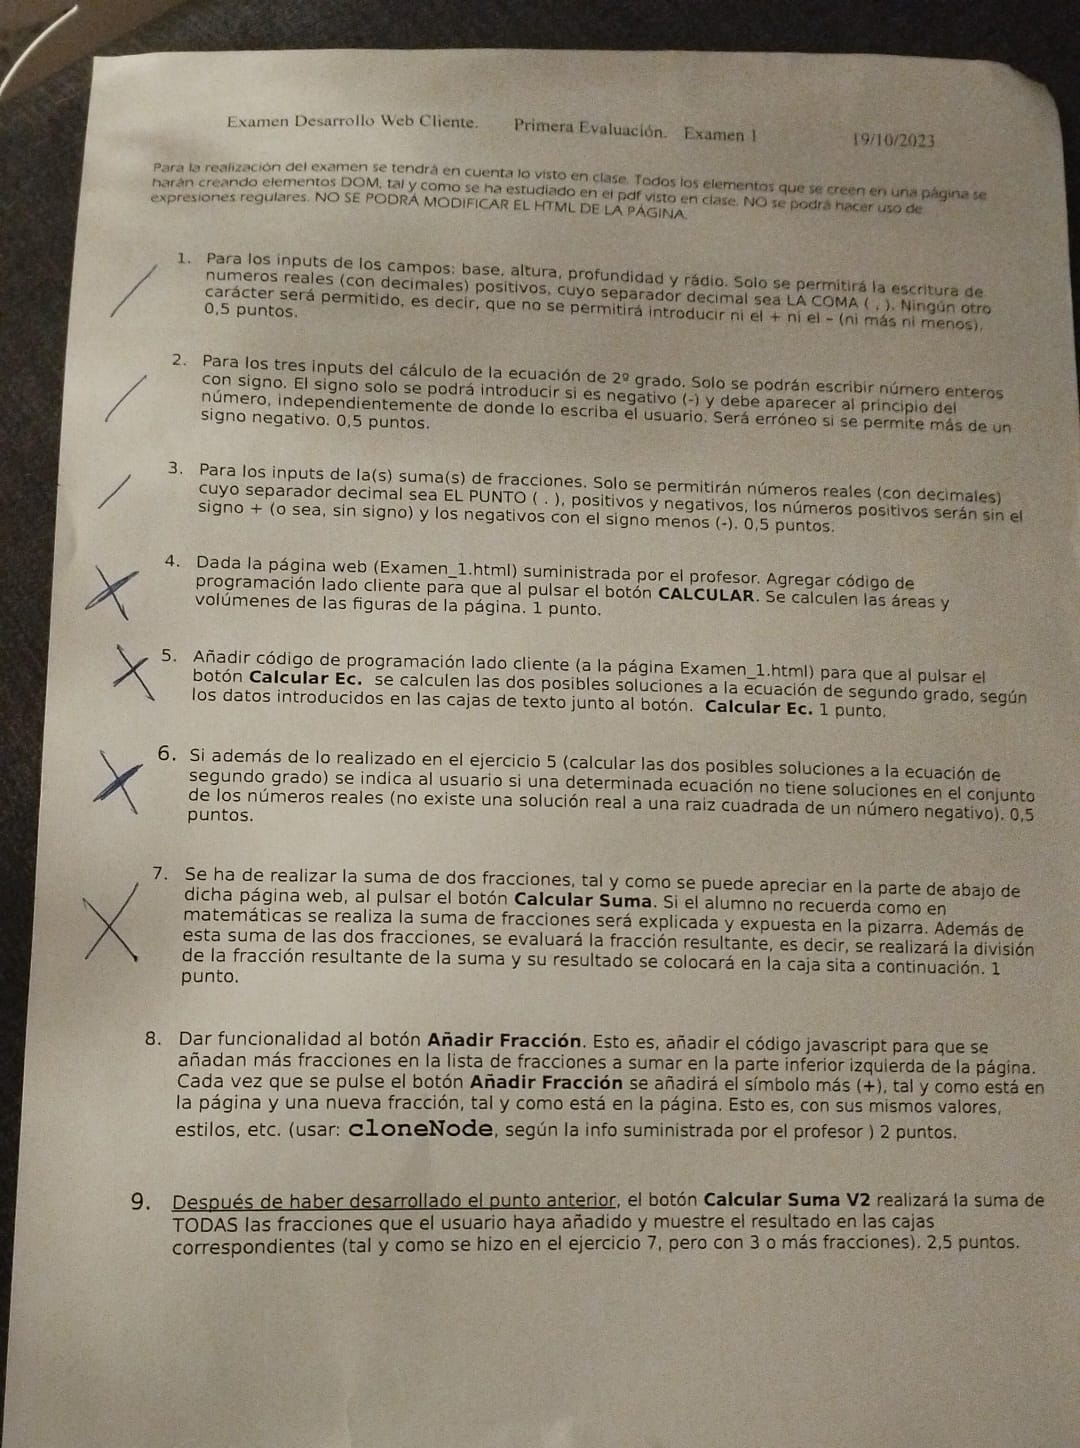 Examen Desarrollo Web Cliente. Primera Evaluación. Examen 1 19/10/2023
Para la realización del examen se tendrá en cuenta lo visto en clase. Todos los elementos que se creen en una página se
harán creando elementos DOM, tal y como se ha estudiado en el pdf visto en clase. NO se podrá hacer uso de
expresiones regulares. NO SE PODRÁ MODIFICAR EL HTML DE LA PÁGINA.
1. Para los inputs de los campos: base, altura, profundidad y rádio. Solo se permitirá la escritura de
numeros reales (con decimales) positivos, cuyo separador decimal sea LA COMA ( , ). Ningún otro
carácter será permitido, es decir, que no se permitirá introducir ni el + ni el - (ni más ni menos).
0,5 puntos.
2. Para los tres inputs del cálculo de la ecuación de 2º grado. Solo se podrán escribir número enteros
con signo. El signo solo se podrá introducir si es negativo (-) y debe aparecer al principio del
número, independientemente de donde lo escriba el usuario. Será erróneo si se permite más de un
signo negativo. 0,5 puntos.
3. Para los inputs de la(s) suma(s) de fracciones. Solo se permitirán números reales (con decimales)
cuyo separador decimal sea EL PUNTO ( . ), positivos y negativos, los números positivos serán sin el
signo + (o sea, sin signo) y los negativos con el signo menos (-). 0,5 puntos.
4. Dada la página web (Examen_1.html) suministrada por el profesor. Agregar código de
programación lado cliente para que al pulsar el botón CALCULAR. Se calculen las áreas y
volúmenes de las figuras de la página. 1 punto.
5. Añadir código de programación lado cliente (a la página Examen_1.html) para que al pulsar el
botón Calcular Ec. se calculen las dos posibles soluciones a la ecuación de segundo grado, según
los datos introducidos en las cajas de texto junto al botón. Calcular Ec. 1 punto.
6. Si además de lo realizado en el ejercicio 5 (calcular las dos posibles soluciones a la ecuación de
segundo grado) se indica al usuario si una determinada ecuación no tiene soluciones en el conjunto
de los números reales (no existe una solución real a una raiz cuadrada de un número negativo). 0,5
puntos.
7. Se ha de realizar la suma de dos fracciones, tal y como se puede apreciar en la parte de abajo de
dicha página web, al pulsar el botón Calcular Suma. Si el alumno no recuerda como en
matemáticas se realiza la suma de fracciones será explicada y expuesta en la pizarra. Además de
esta suma de las dos fracciones, se evaluará la fracción resultante, es decir, se realizará la división
de la fracción resultante de la suma y su resultado se colocará en la caja sita a continuación. 1
punto.
8. Dar funcionalidad al botón Añadir Fracción. Esto es, añadir el código javascript para que se
añadan más fracciones en la lista de fracciones a sumar en la parte inferior izquierda de la página.
Cada vez que se pulse el botón Añadir Fracción se añadirá el símbolo más (+), tal y como está en
la página y una nueva fracción, tal y como está en la página. Esto es, con sus mismos valores,
estilos, etc. (usar: cloneNode, según la info suministrada por el profesor ) 2 puntos.
9. Después de haber desarrollado el punto anterior, el botón Calcular Suma V2 realizará la suma de
TODAS las fracciones que el usuario haya añadido y muestre el resultado en las cajas
correspondientes (tal y como se hizo en el ejercicio 7, pero con 3 o más fracciones). 2,5 puntos.